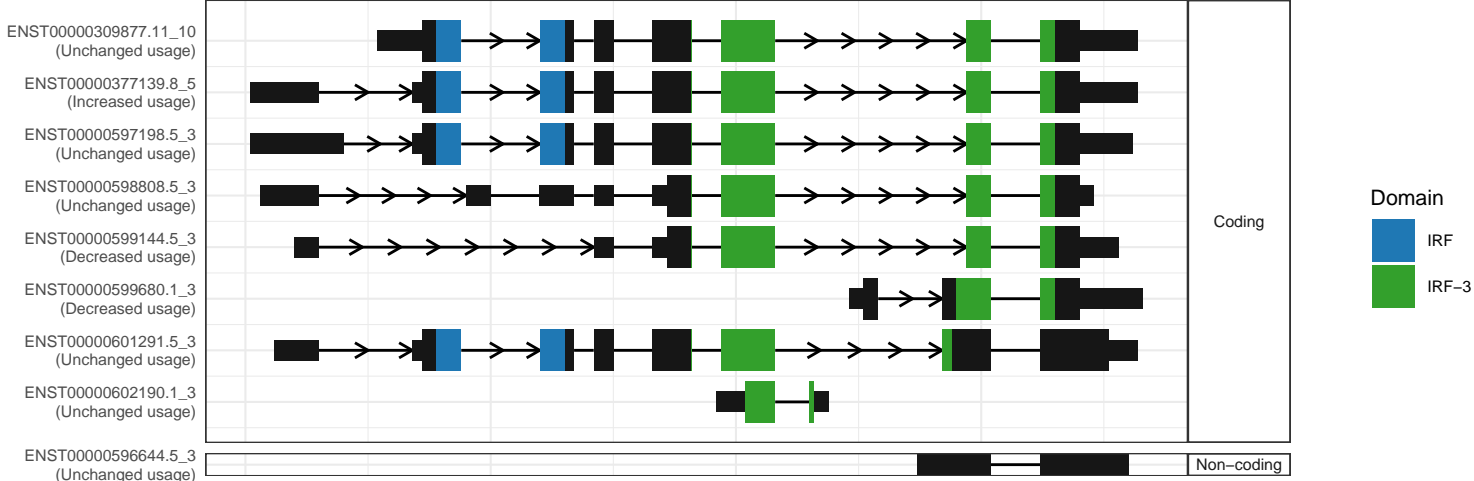 ENST00000309877.11_10
(Unchanged usage)
ENST00000377139.8_5
(Increased usage)
ENST00000597198.5_3
(Unchanged usage)
ENST00000598808.5_3
(Unchanged usage)
ENST00000599144.5_3
(Decreased usage)
ENST00000599680.1_3
(Decreased usage)
ENST00000601291.5_3
(Unchanged usage)
ENST00000602190.1_3
(Unchanged usage)
Coding
ENST00000596644.5_3
(Unchanged usage)
Non−coding
Domain
IRF
IRF−3